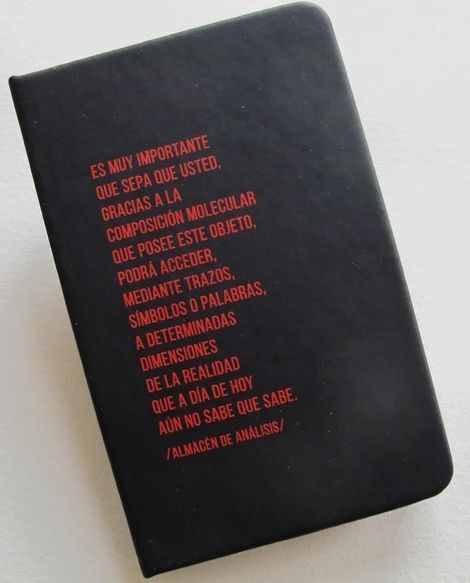 ES MUY IMPORTANTE
QUE SEPA QUE USTED,
GRACIAS A LA
COMPOSICIÓN MOLECULAR
QUE POSEE ESTE OBJETO,
PODRÁ ACCEDER,
MEDIANTE TRAZOS,
SÍMBOLOS O PALABRAS,
A DETERMINADAS
DIMENSIONES
DE LA REALIDAD
QUE A DÍA DE HOY
AÚN NO SABE QUE SABE.
/ALMACÉN DE ANÁLISIS/